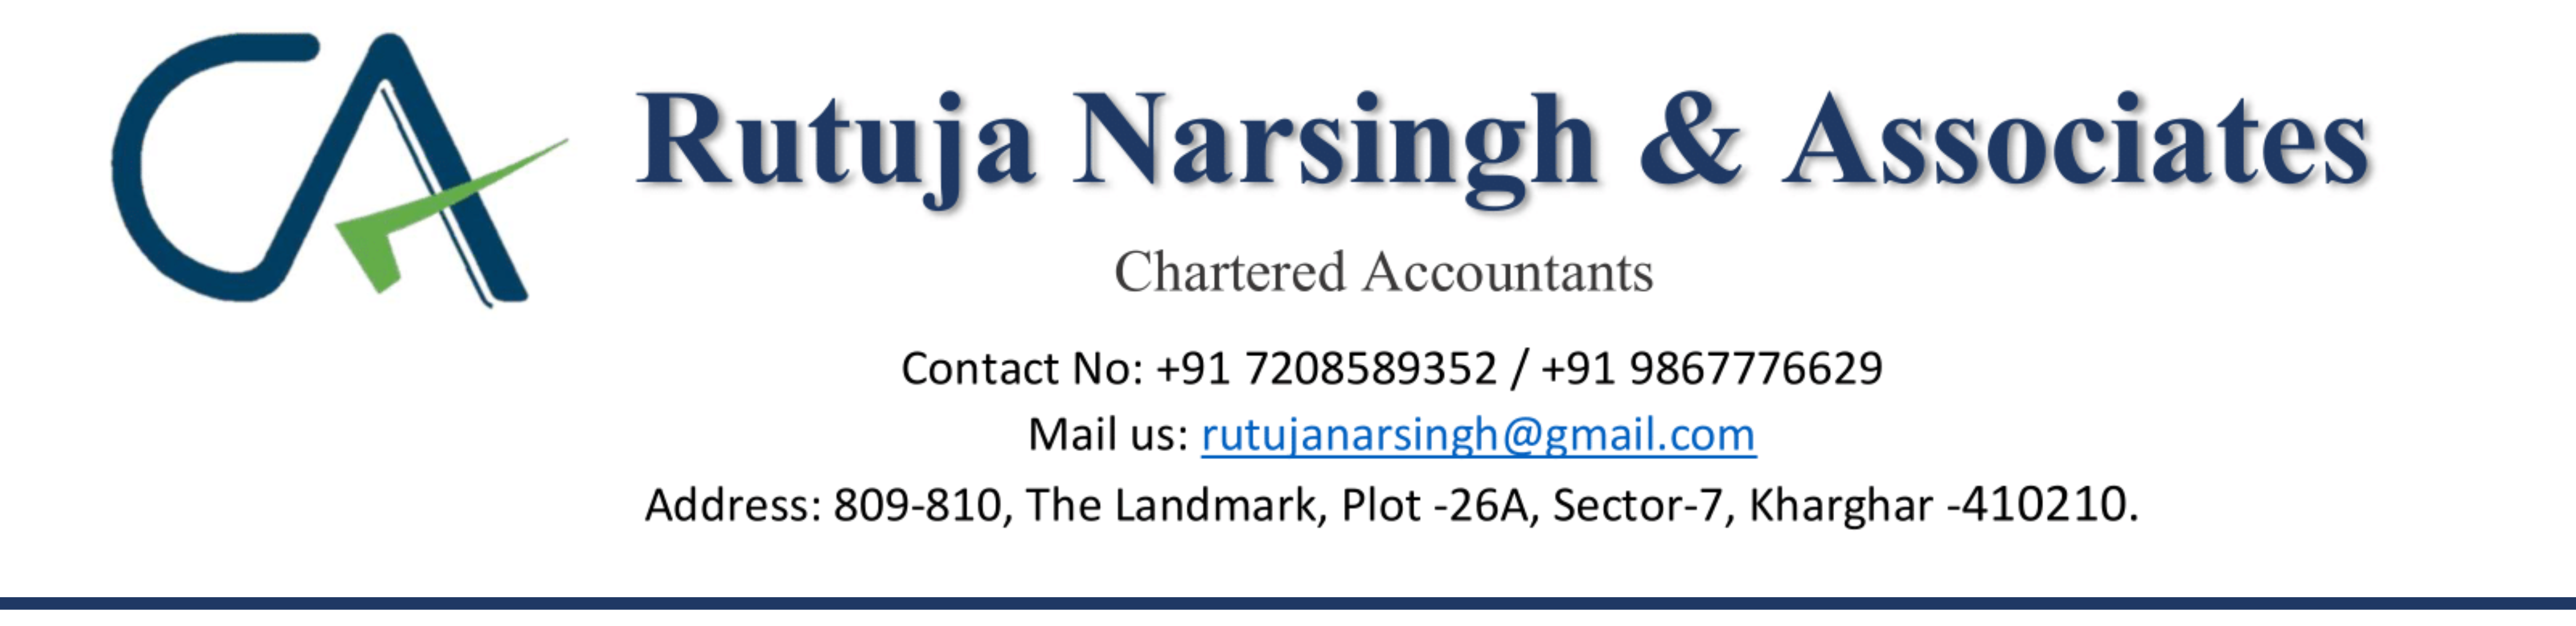 CA
Rutuja Narsingh & Associates
Chartered Accountants
Contact No: +91 7208589352 / +91 9867776629
Mail us: rutujanarsingh@gmail.com
Address: 809-810, The Landmark, Plot -26A, Sector-7, Kharghar -410210.